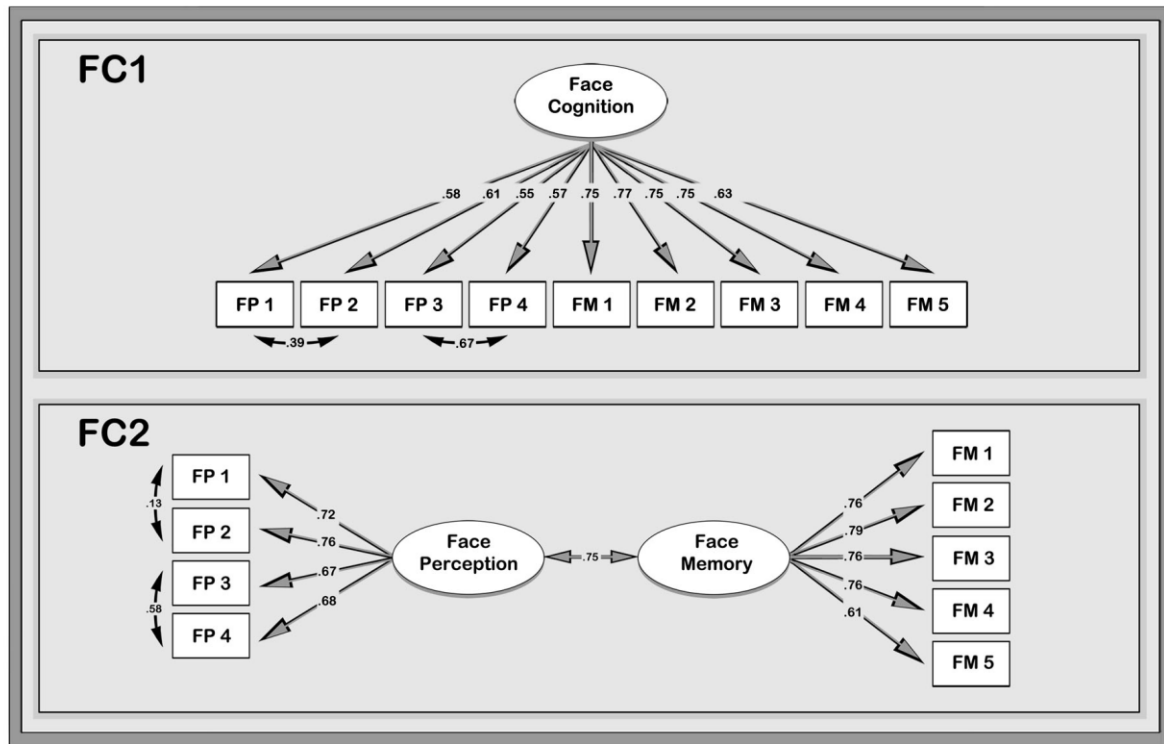 FC1
Face
Cognition
.58 .61 .55 .57 .75 .77 .75 .75 .63
FP 1 FP 2 FP 3 FP 4 FM 1 FM 2 FM 3 FM 4 FM 5
.39 .67
FC2
FP 1
.13
FP 2
FP 3
.58
FP 4
.72
.76
.67
.68
Face
Perception
.75
Face
Memory
.76
.79
.76
.76
.61
FM 1
FM 2
FM 3
FM 4
FM 5